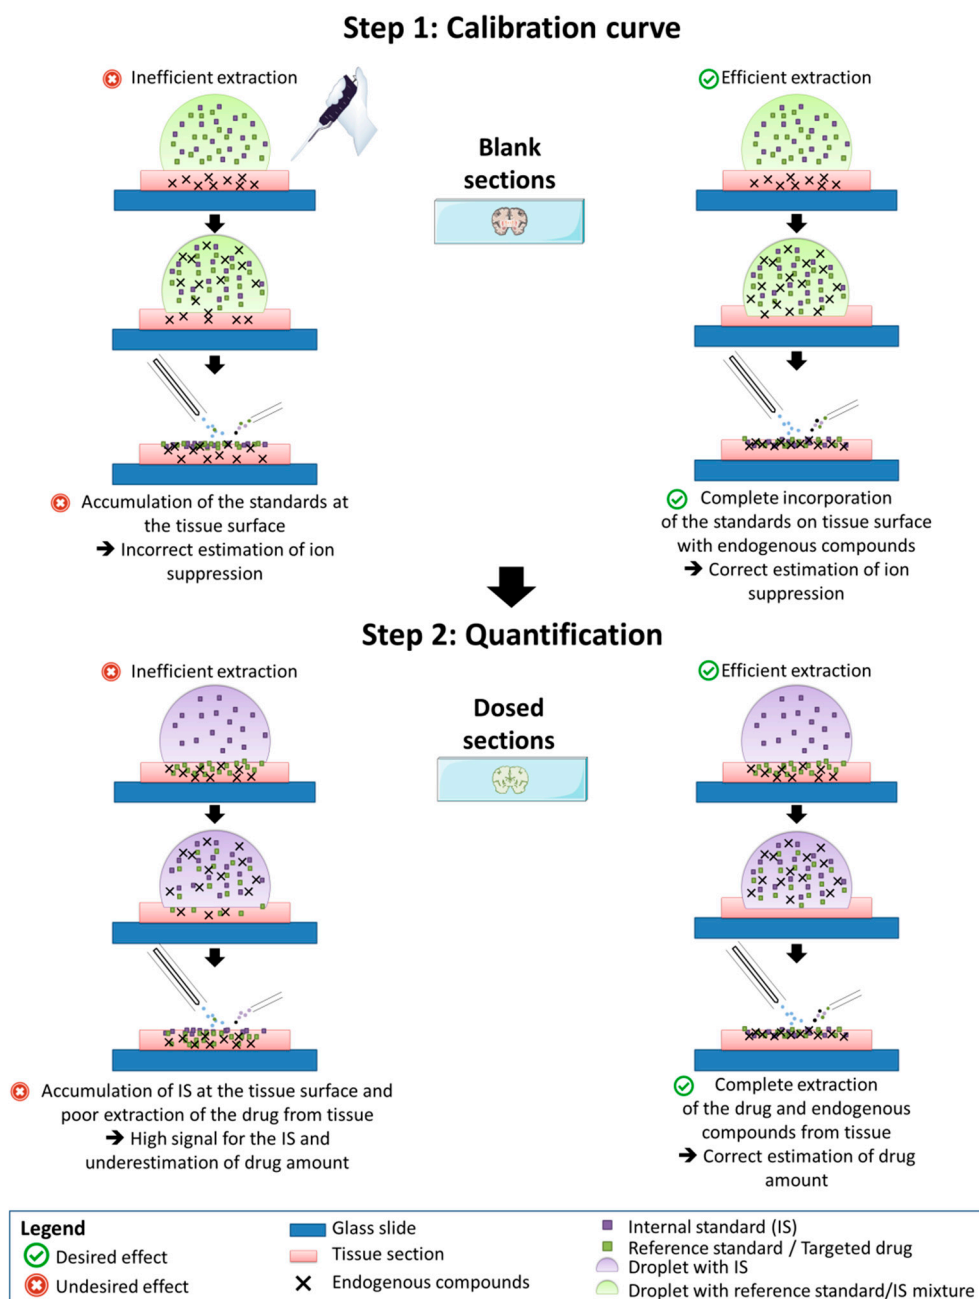 Step 1: Calibration curve
Inefficient extraction
Efficient extraction
Blank
sections
Accumulation of the standards at
the tissue surface
➔ Incorrect estimation of ion
suppression
Complete incorporation
of the standards on tissue surface
with endogenous compounds
➔ Correct estimation of ion
suppression
Step 2: Quantification
Inefficient extraction
Efficient extraction
Dosed
sections
Accumulation of IS at the tissue surface and
poor extraction of the drug from tissue
➔ High signal for the IS and
underestimation of drug amount
Complete extraction
of the drug and endogenous
compounds from tissue
➔ Correct estimation of drug
amount
Legend
Desired effect
Undesired effect
Glass slide
Tissue section
Endogenous compounds
Internal standard (IS)
Reference standard / Targeted drug
Droplet with IS
Droplet with reference standard/IS mixture